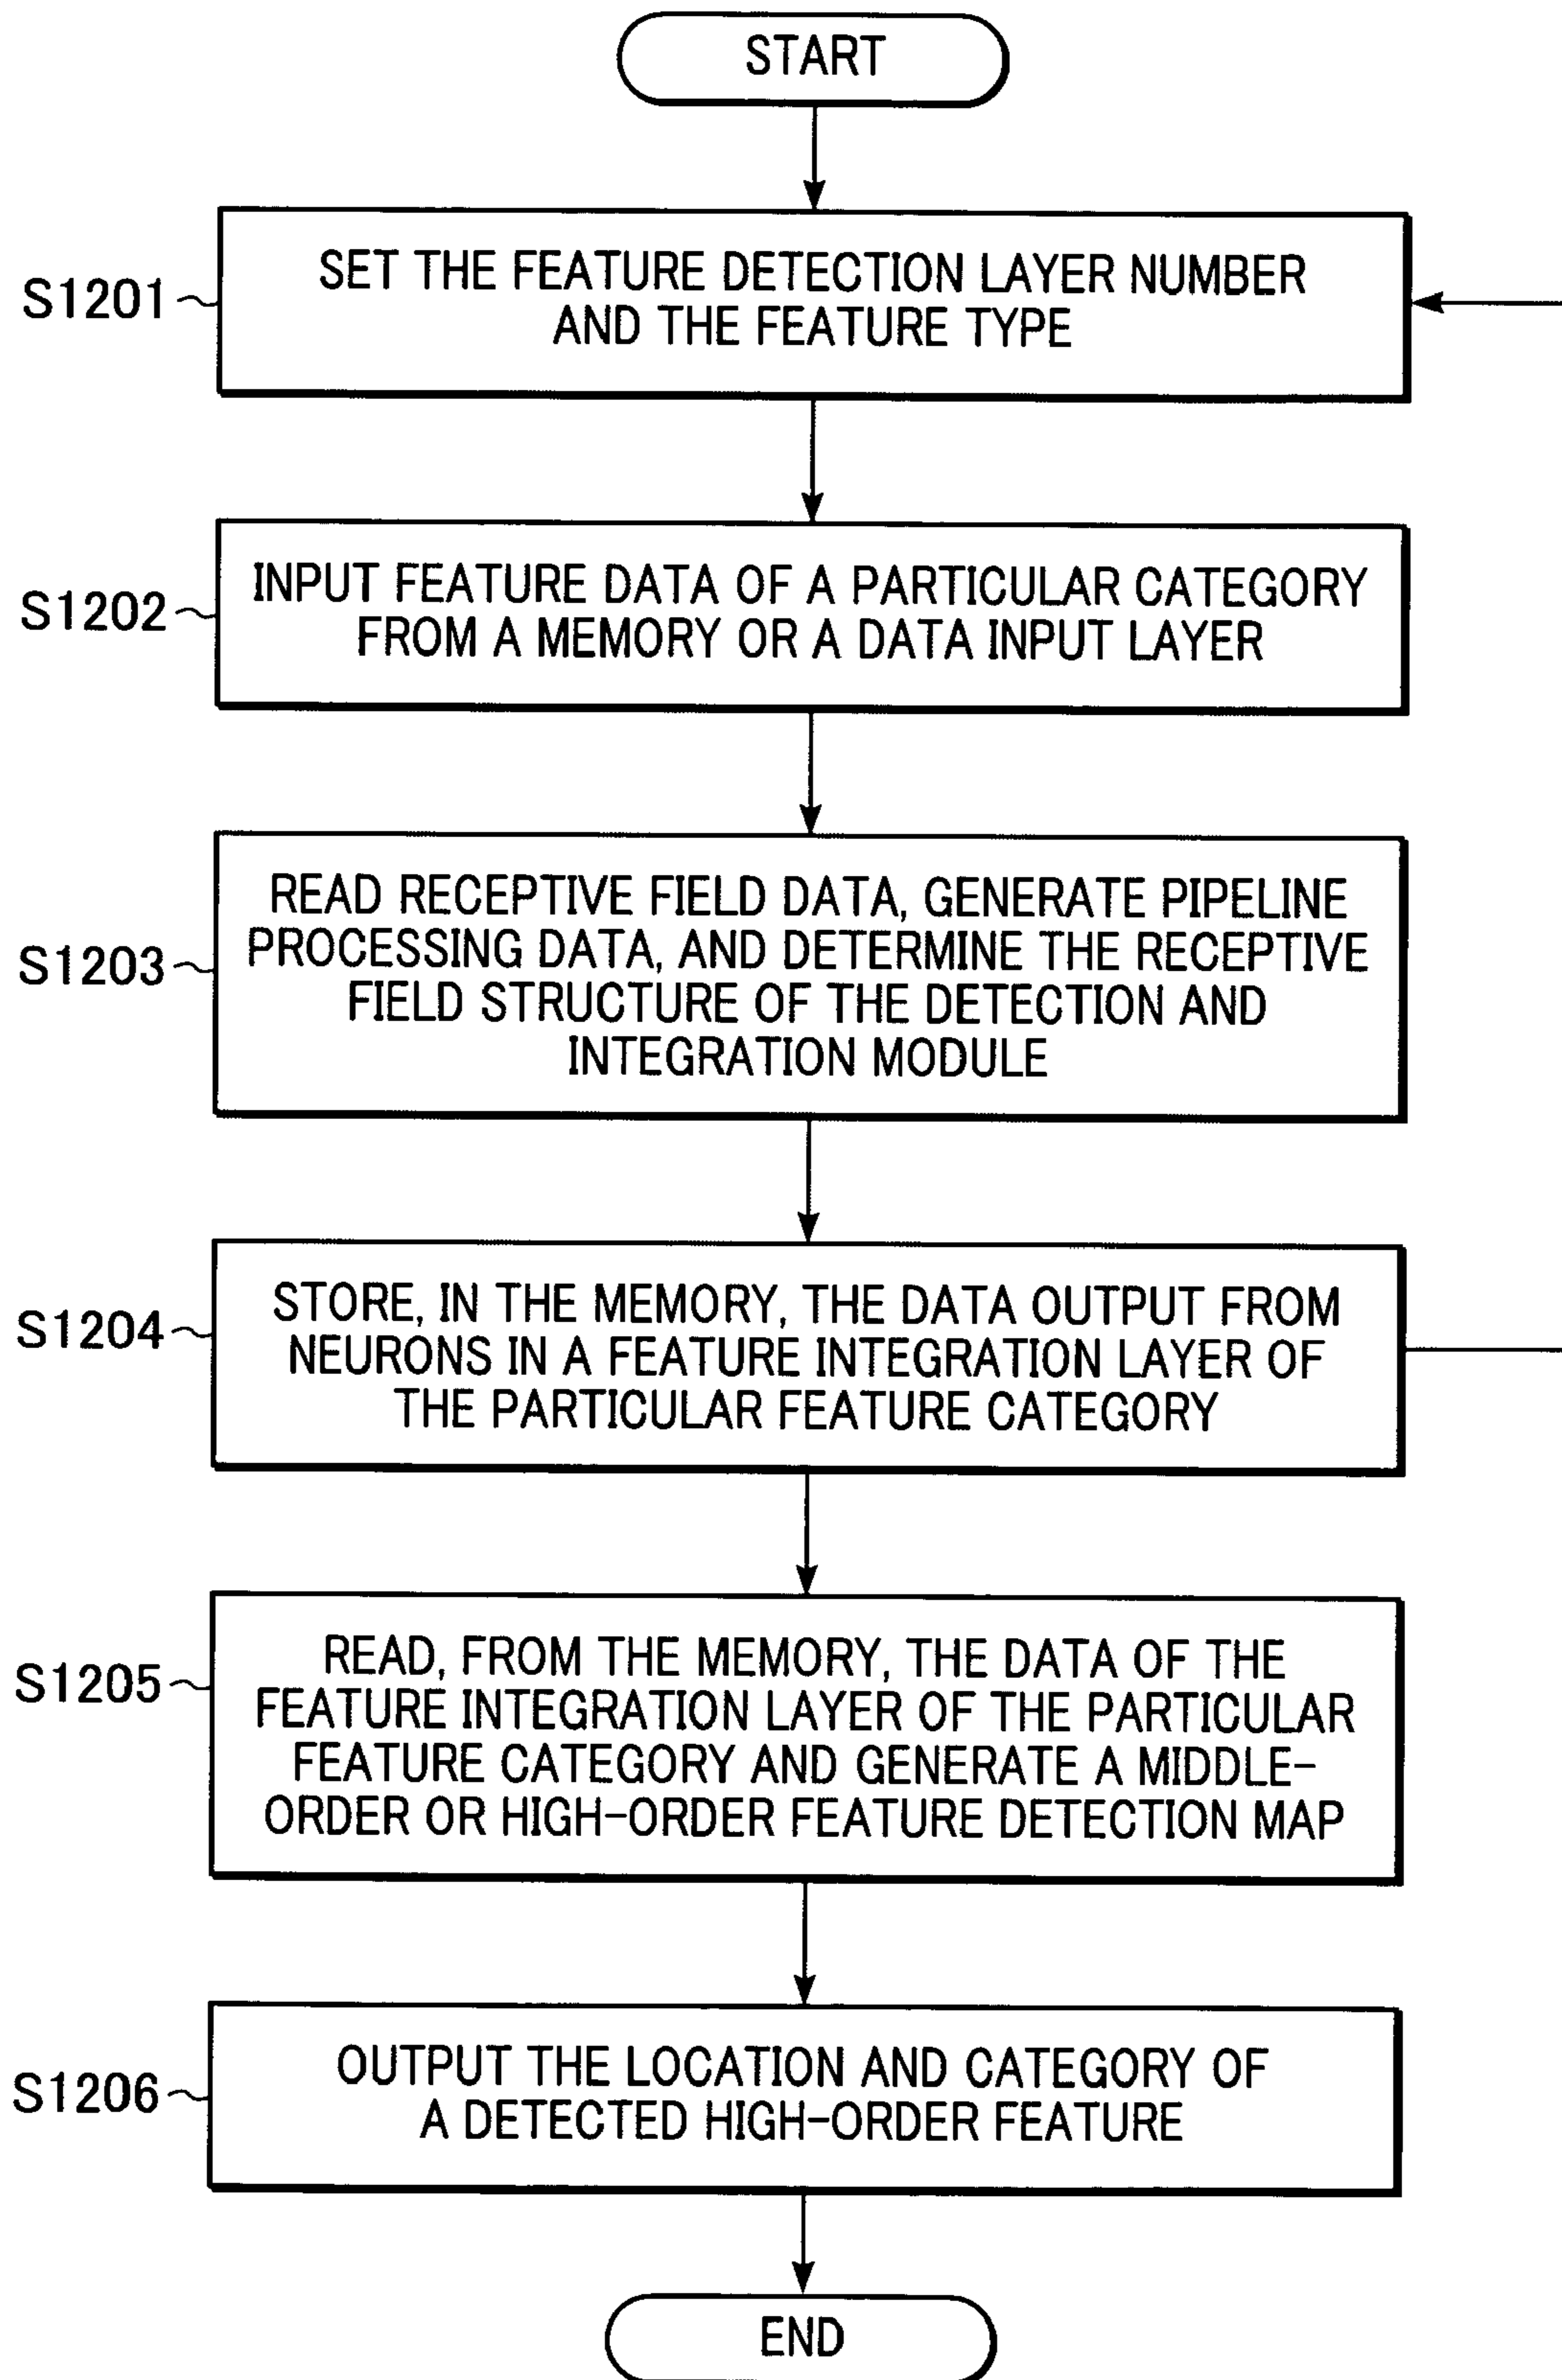 START
S1201
SET THE FEATURE DETECTION LAYER NUMBER
AND THE FEATURE TYPE
S1202
INPUT FEATURE DATA OF A PARTICULAR CATEGORY
FROM A MEMORY OR A DATA INPUT LAYER
S1203
READ RECEPTIVE FIELD DATA, GENERATE PIPELINE
PROCESSING DATA, AND DETERMINE THE RECEPTIVE
FIELD STRUCTURE OF THE DETECTION AND
INTEGRATION MODULE
S1204
STORE, IN THE MEMORY, THE DATA OUTPUT FROM
NEURONS IN A FEATURE INTEGRATION LAYER OF
THE PARTICULAR FEATURE CATEGORY
S1205
READ, FROM THE MEMORY, THE DATA OF THE
FEATURE INTEGRATION LAYER OF THE PARTICULAR
FEATURE CATEGORY AND GENERATE A MIDDLE-
ORDER OR HIGH-ORDER FEATURE DETECTION MAP
S1206
OUTPUT THE LOCATION AND CATEGORY OF
A DETECTED HIGH-ORDER FEATURE
END